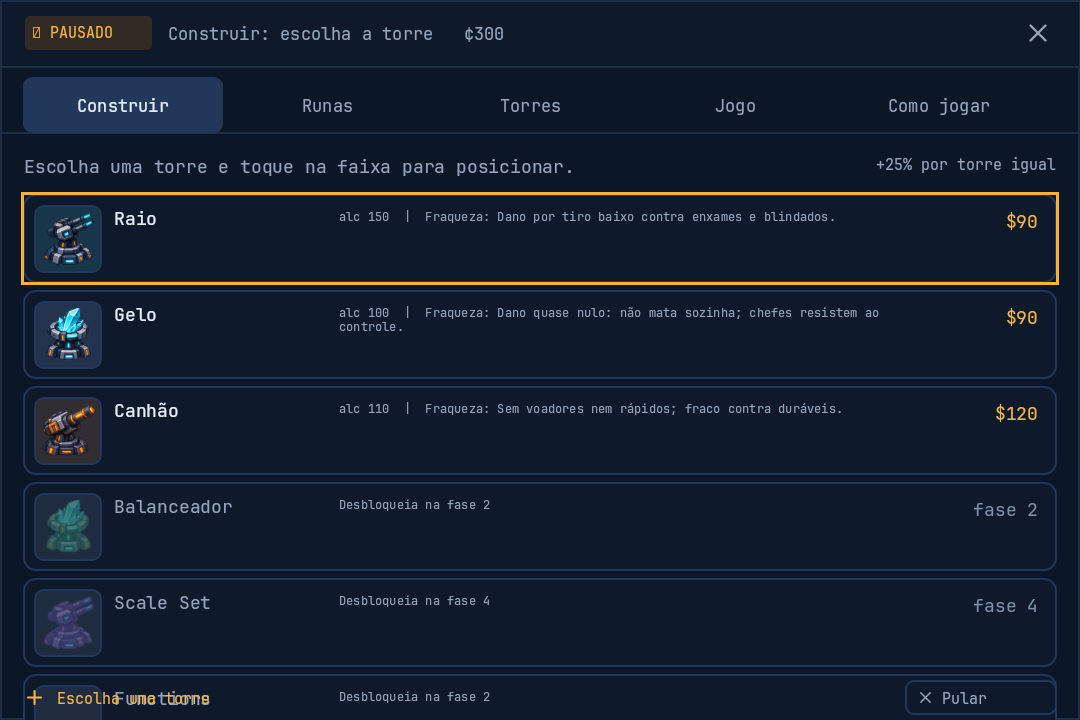 PAUSADO Construir: escolha a torre $300
Construir Runas Torres Jogo Como jogar
Escolha uma torre e toque na faixa para posicionar. +25% por torre igual
Raio alc 150 | Fraqueza: Dano por tiro baixo contra enxames e blindados. $90
Gelo alc 100 | Fraqueza: Dano quase nulo: não mata sozinha; chefes resistem ao
controle. $90
Canhão alc 110 | Fraqueza: Sem voadores nem rápidos; fraco contra duráveis. $120
Balanceador Desbloqueia na fase 2 fase 2
Scale Set Desbloqueia na fase 4 fase 4
Functions Desbloqueia na fase 2
Escolha uma torre Pular